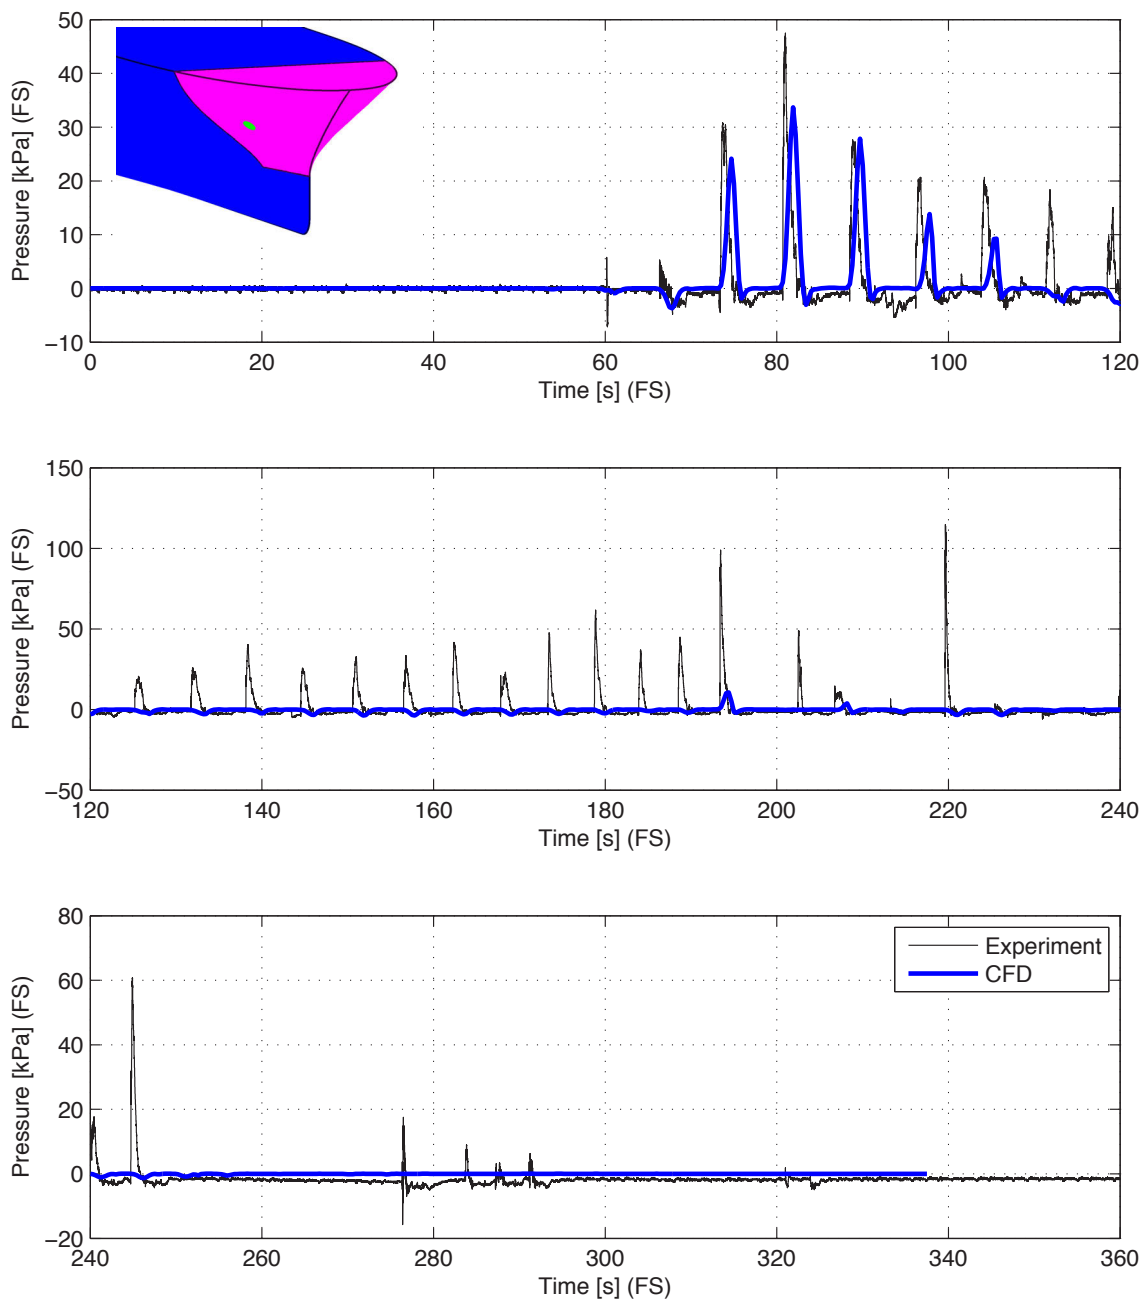 50
40
30
20
10
0
−10
Pressure [kPa] (FS)
0 20 40 60 80 100 120
Time [s] (FS)
150
100
50
0
−50
Pressure [kPa] (FS)
120 140 160 180 200 220 240
Time [s] (FS)
80
60
40
20
0
−20
Pressure [kPa] (FS)
Experiment
CFD
240 260 280 300 320 340 360
Time [s] (FS)